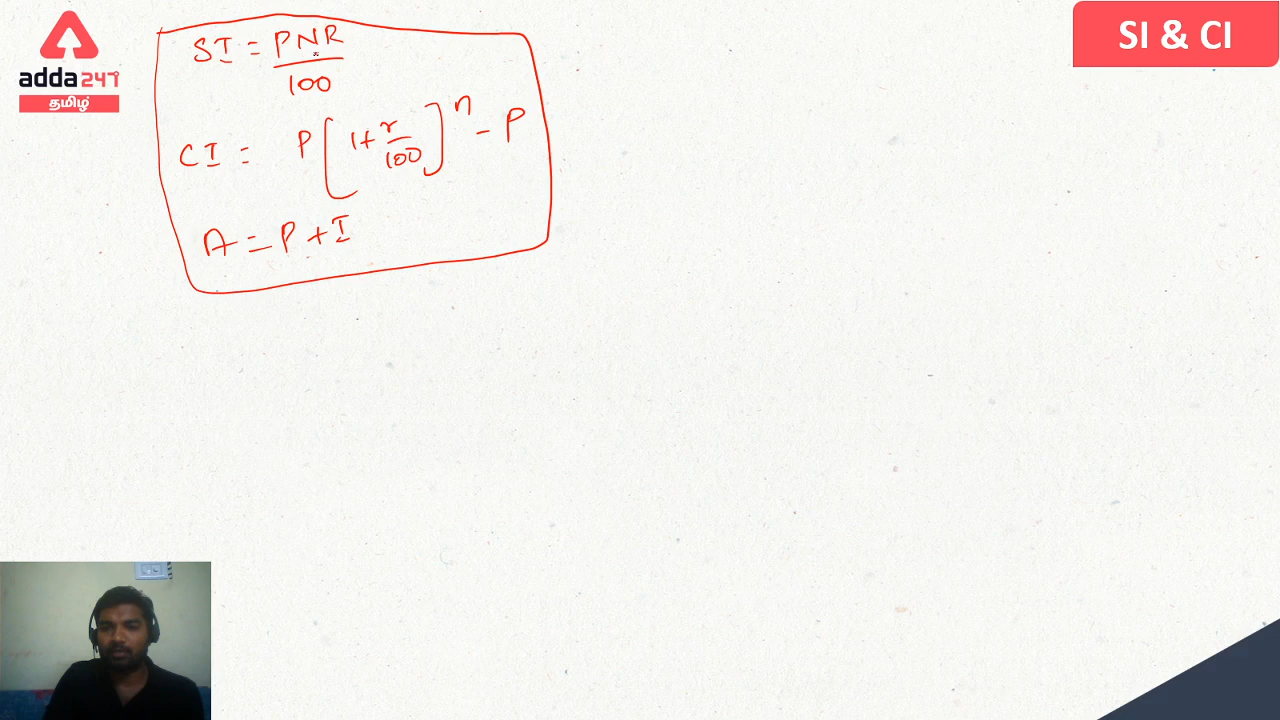 adda247
தமிழ்
SI & CI
SI = PNR/100
CI = P[1+r/100]^n - P
A = P + I